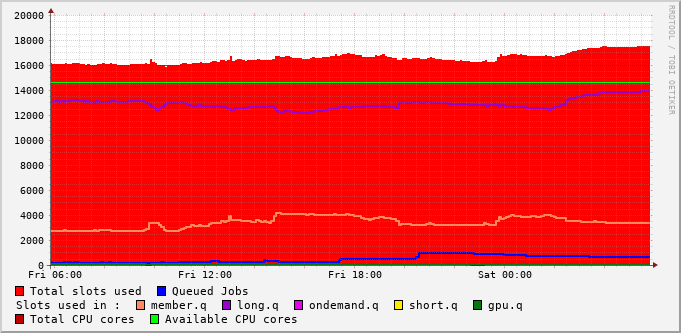 RRDTOOL / TOBI OETIKER
20000
18000
16000
14000
12000
10000
8000
6000
4000
2000
0
Fri 06:00 Fri 12:00 Fri 18:00 Sat 00:00
Total slots used Queued Jobs
Slots used in : member.q long.q ondemand.q short.q gpu.q
Total CPU cores Available CPU cores